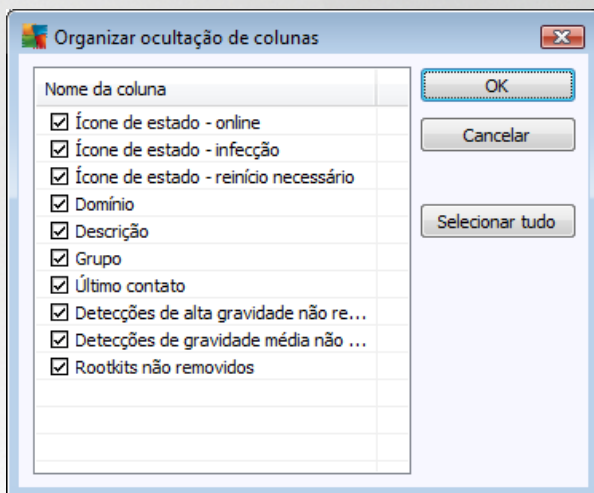 Organizar ocultação de colunas
Nome da coluna
Ícone de estado - online
Ícone de estado - infecção
Ícone de estado - reinício necessário
Domínio
Descrição
Grupo
Último contato
Detecções de alta gravidade não re...
Detecções de gravidade média não ...
Rootkits não removidos
OK
Cancelar
Selecionar tudo